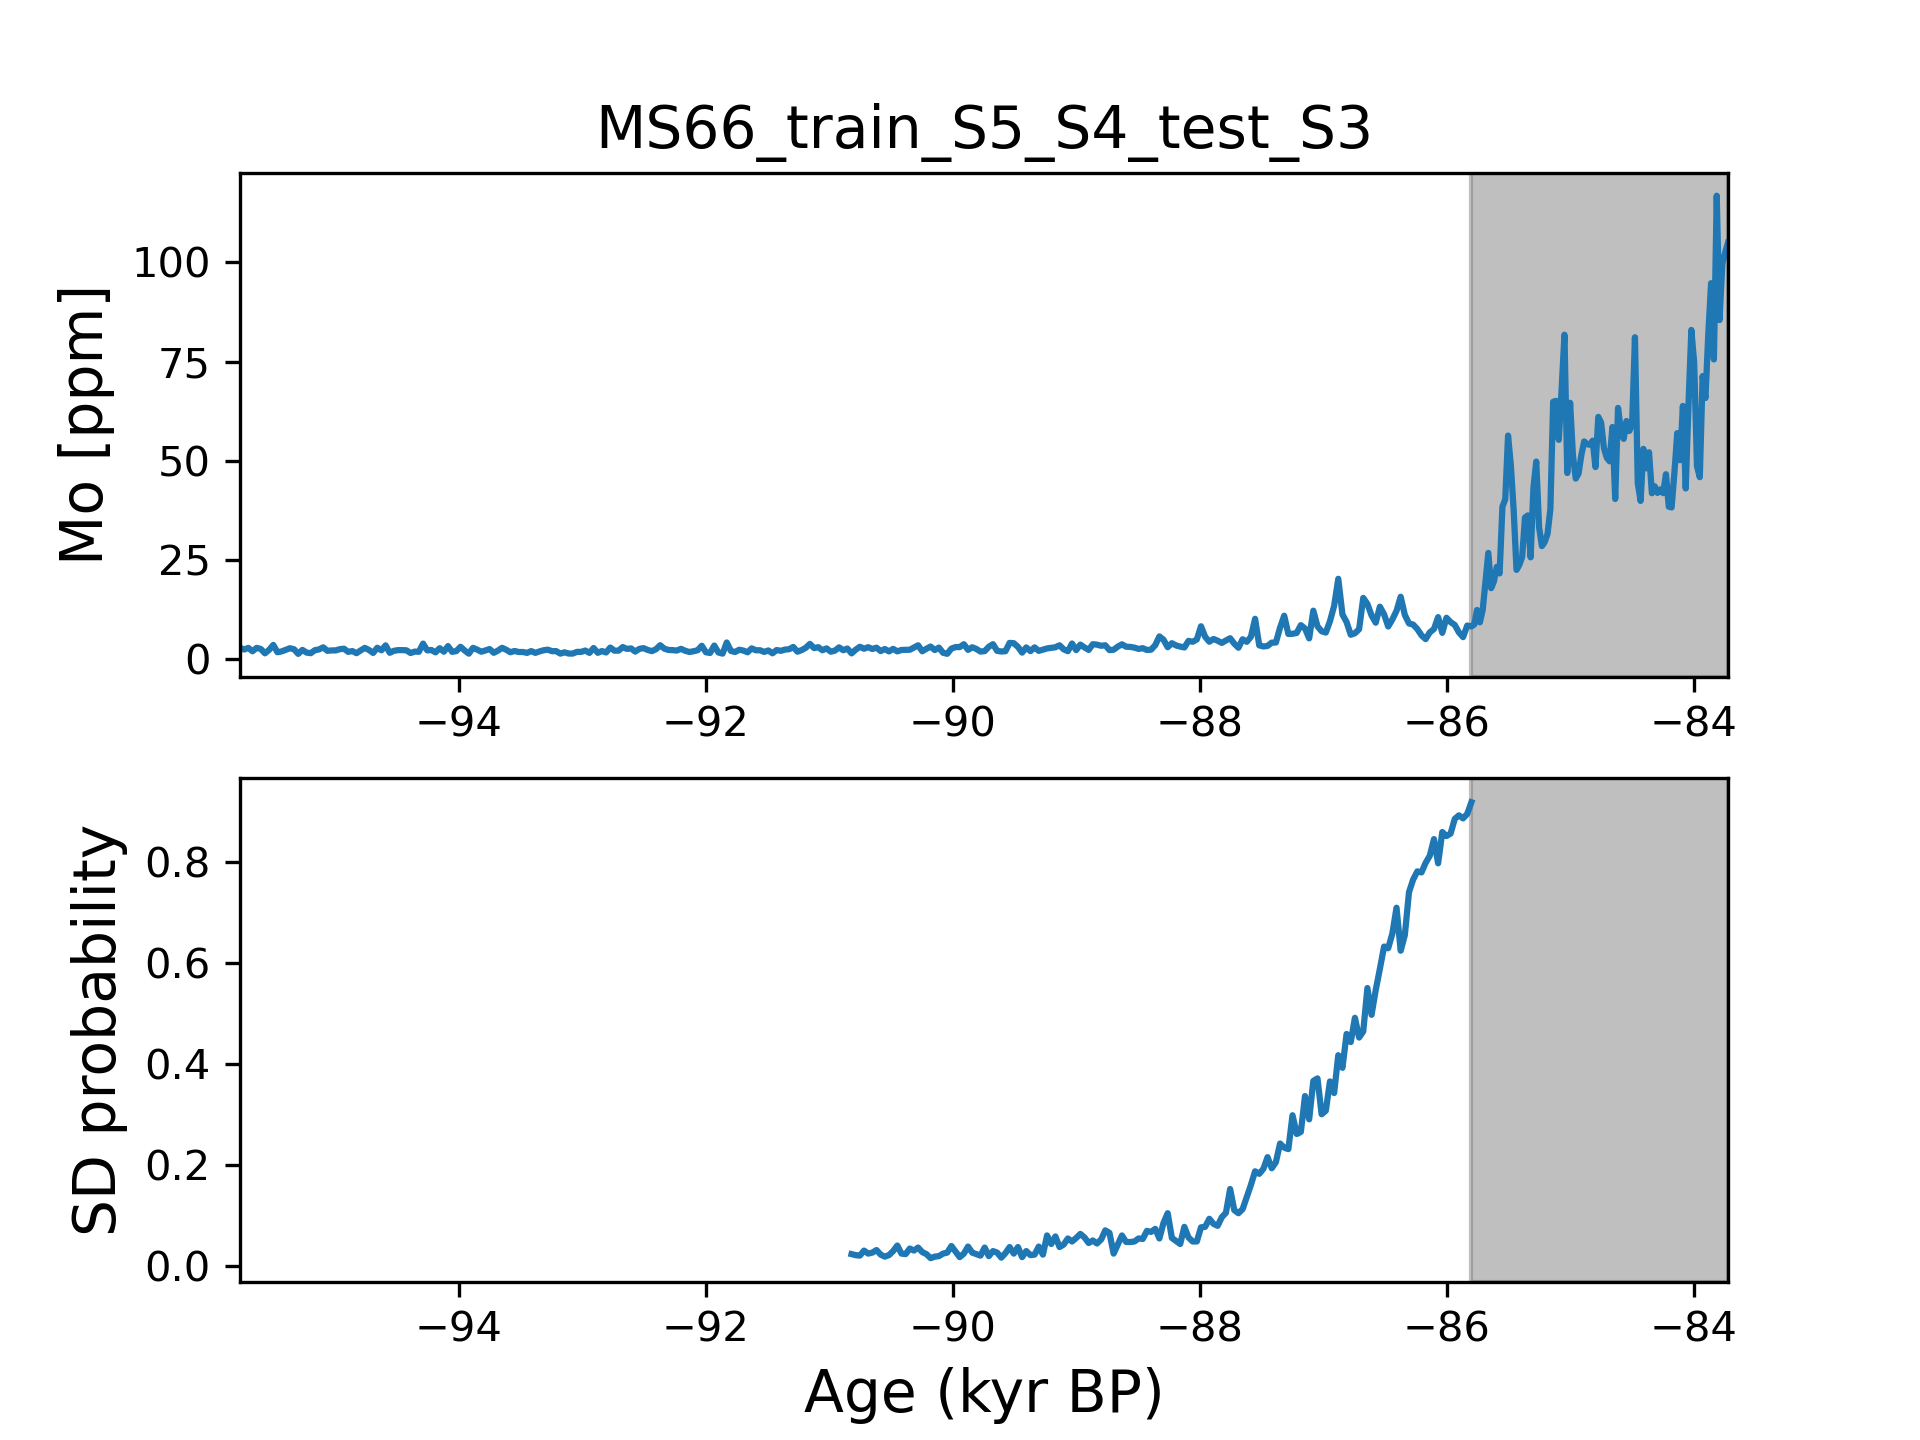 MS66_train_S5_S4_test_S3
Mo [ppm]
100
75
50
25
0
−94 −92 −90 −88 −86 −84
SD probability
0.8
0.6
0.4
0.2
0.0
−94 −92 −90 −88 −86 −84
Age (kyr BP)